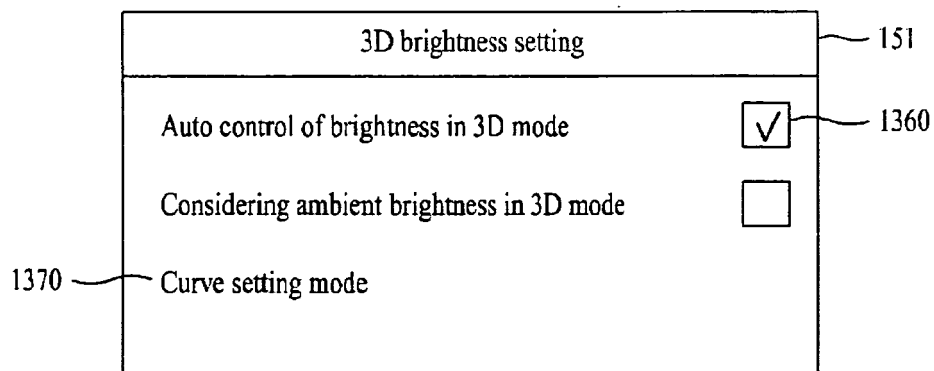 3D brightness setting 151
Auto control of brightness in 3D mode 1360
Considering ambient brightness in 3D mode
1370 Curve setting mode